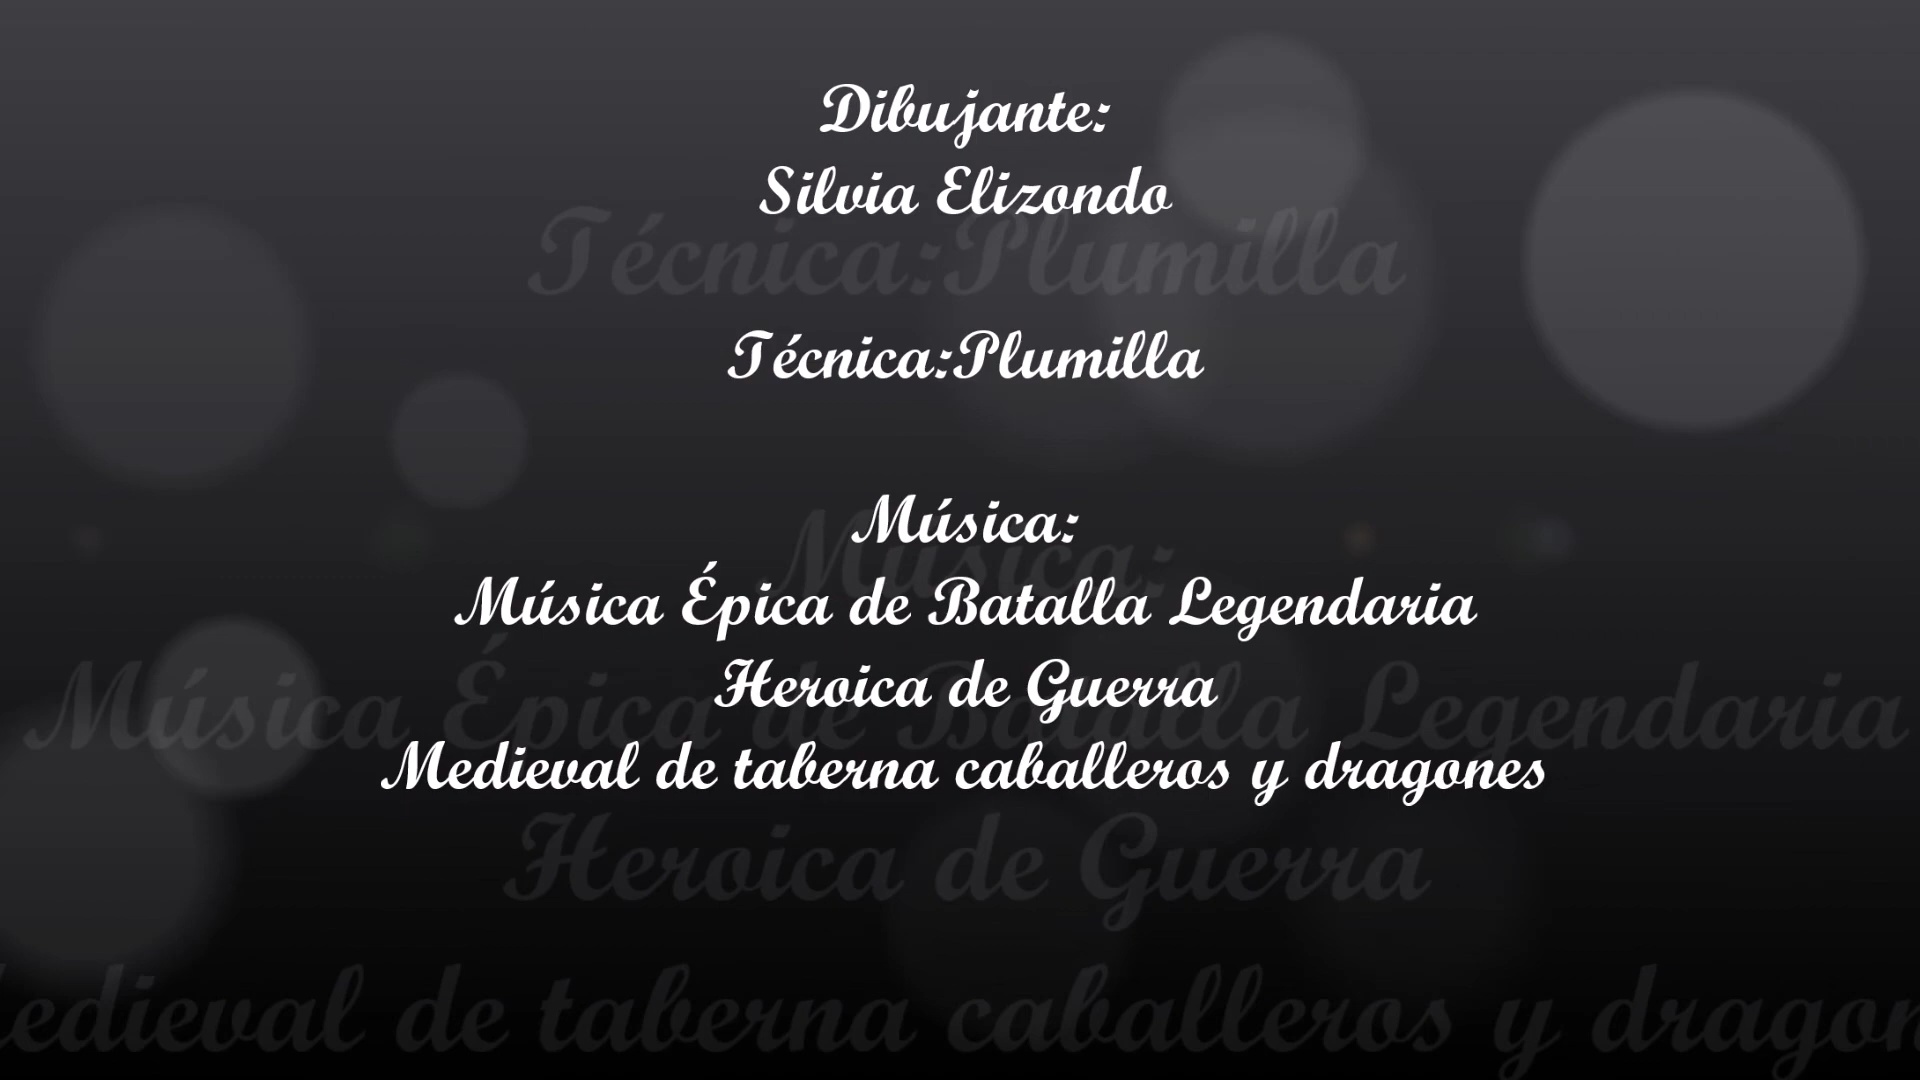 Dibujante:
Silvia Elizondo
Técnica:Plumilla
Música:
Música Épica de Batalla Legendaria
Heroica de Guerra
Medieval de taberna caballeros y dragones